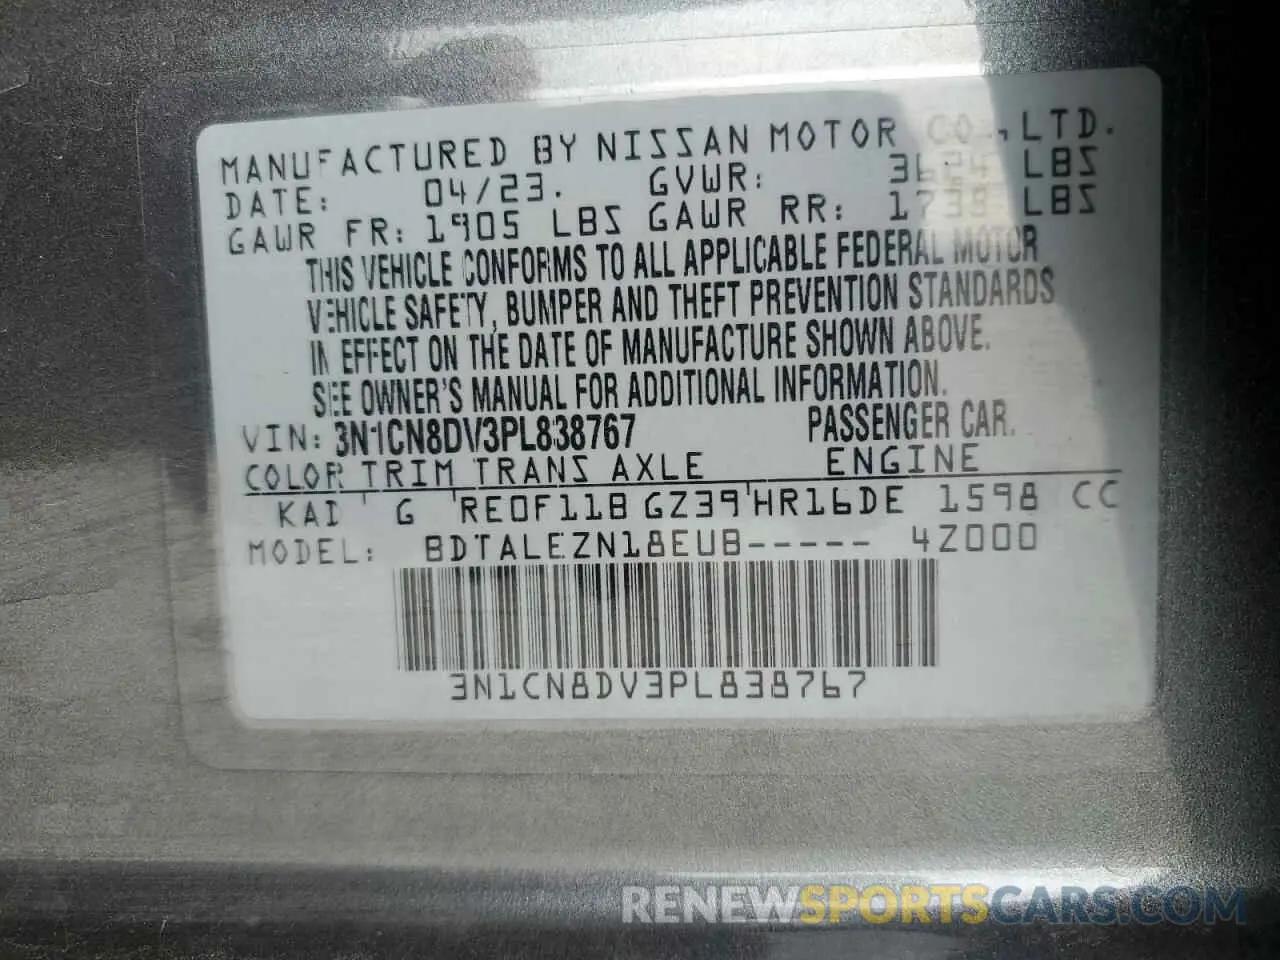 MANUFACTURED BY NISSAN MOTOR CO., LTD.
DATE: 04/23. GVWR: LBS
GAWR FR: 1905 LBS GAWR RR: LBS
THIS VEHICLE CONFORMS TO ALL APPLICABLE FEDERAL MOTOR
VEHICLE SAFETY, BUMPER AND THEFT PREVENTION STANDARDS
IN EFFECT ON THE DATE OF MANUFACTURE SHOWN ABOVE.
SEE OWNER'S MANUAL FOR ADDITIONAL INFORMATION.
VIN: 3N1CN8DV3PL838767 PASSENGER CAR.
COLOR TRIM TRANS AXLE ENGINE
KAD G RE0F11B GZ39 HR16DE 1598 CC
MODEL: BDTALEZN18EUB----- 4Z000
3N1CN8DV3PL838767
RENEWSPORTSCARS.COM